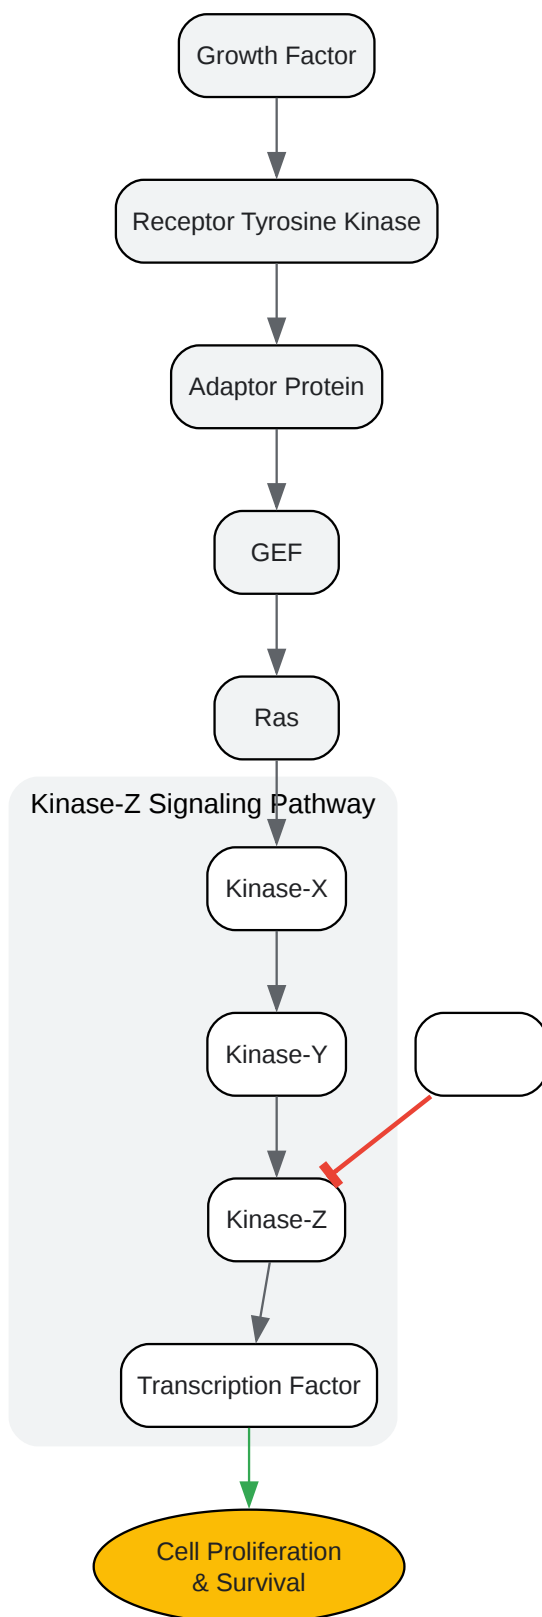 Growth Factor
Receptor Tyrosine Kinase
Adaptor Protein
GEF
Ras
Kinase-Z Signaling Pathway
Kinase-X
Kinase-Y
Kinase-Z
Transcription Factor
Cell Proliferation
& Survival